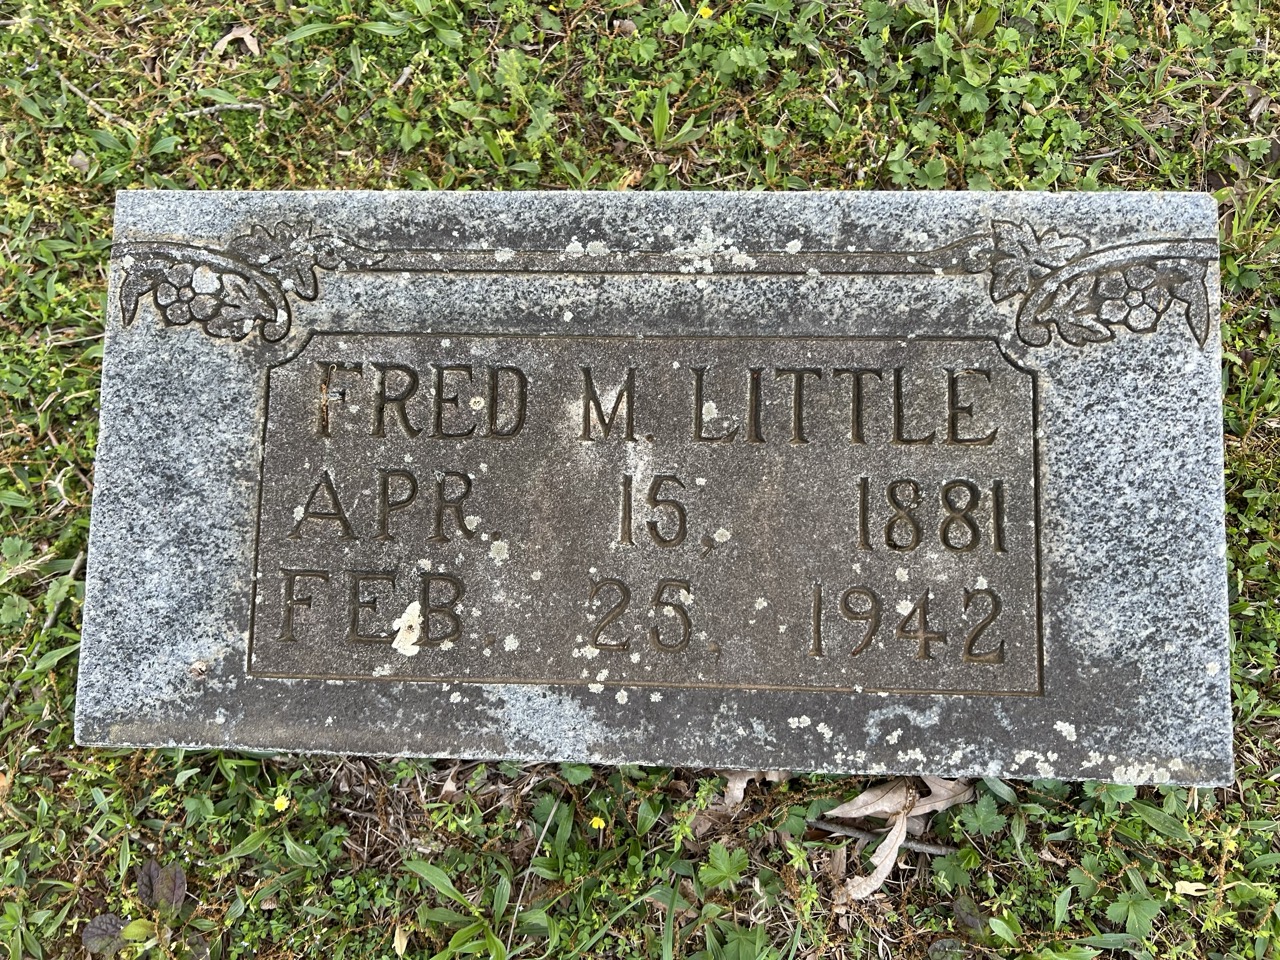 FRED M. LITTLE
APR. 15, 1881
FEB. 25. 1942